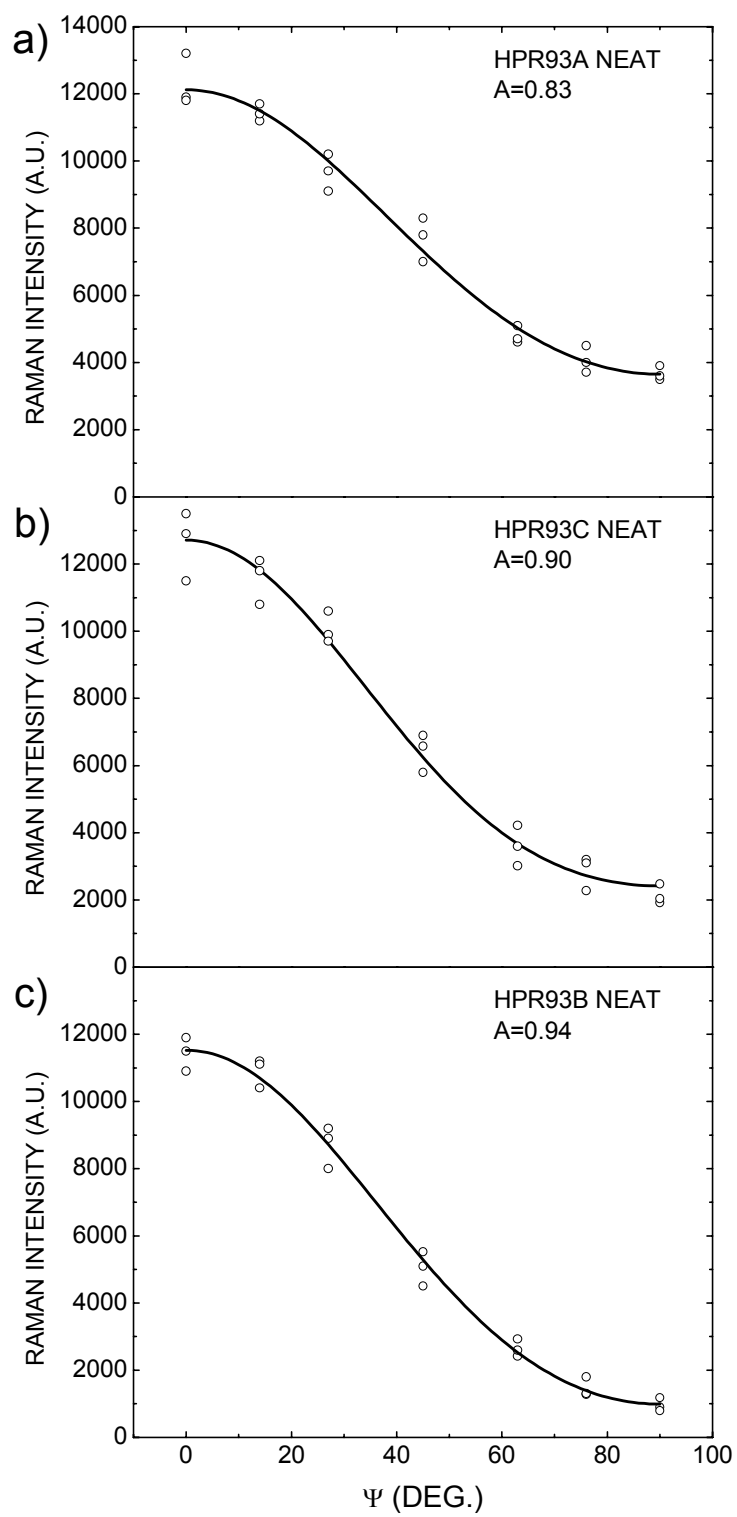 a)
14000
12000
10000
8000
6000
4000
2000
0
RAMAN INTENSITY (A.U.)
HPR93A NEAT
A=0.83
b)
12000
10000
8000
6000
4000
2000
0
RAMAN INTENSITY (A.U.)
HPR93C NEAT
A=0.90
c)
12000
10000
8000
6000
4000
2000
0
RAMAN INTENSITY (A.U.)
HPR93B NEAT
A=0.94
0 20 40 60 80 100
Ψ (DEG.)